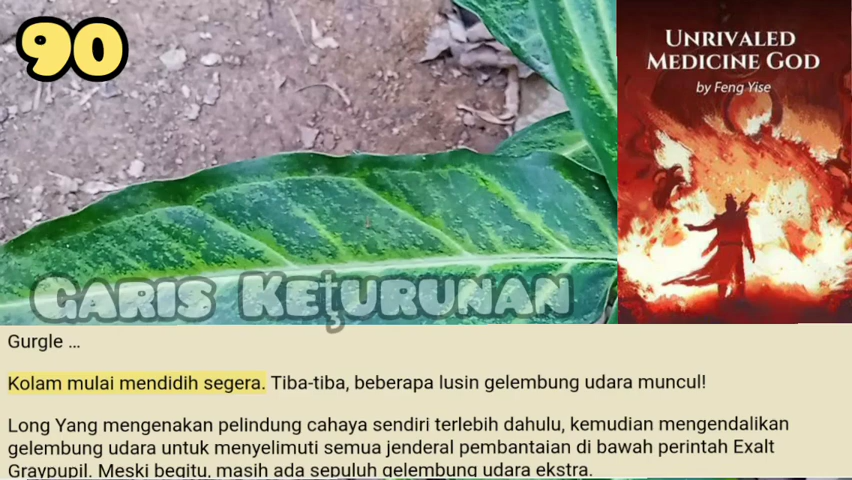 90
UNRIVALED
MEDICINE GOD
by Feng Yise
GARIS KEṬURUNAN
Gurgle ...
Kolam mulai mendidih segera. Tiba-tiba, beberapa lusin gelembung udara muncul!
Long Yang mengenakan pelindung cahaya sendiri terlebih dahulu, kemudian mengendalikan
gelembung udara untuk menyelimuti semua jenderal pembantaian di bawah perintah Exalt
Graypupil. Meski begitu, masih ada sepuluh gelembung udara ekstra.